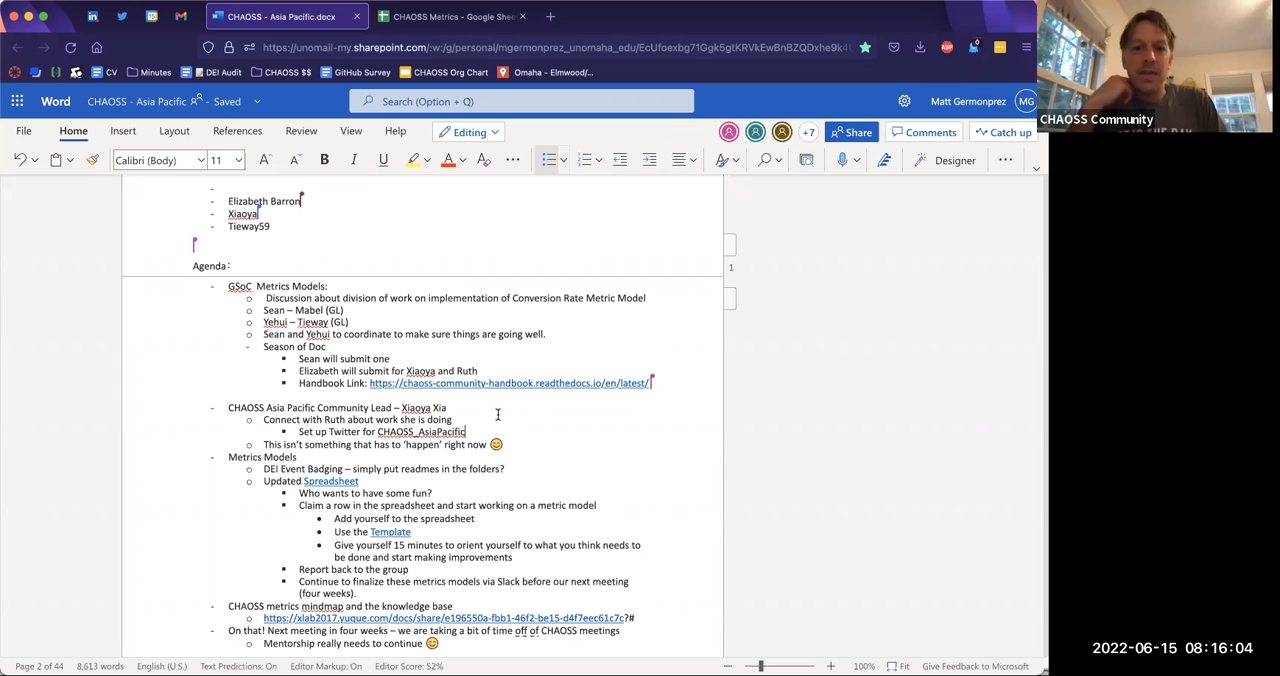 CHAOSS - Asia Pacific.docx
CHAOSS Metrics - Google Shee
https://unomail-my.sharepoint.com/:w:/g/personal/mgermonprez_unomaha_edu/
CV
Minutes
DEI Audit
CHAOSS $$
GitHub Survey
CHAOSS Org Chart
Omaha - Elmwood/...
Word
CHAOSS - Asia Pacific - Saved
Search (Option + Q)
Matt Germonprez
MG
File
Home
Insert
Layout
References
Review
View
Help
Editing
+7
Share
Comments
Catch up
Calibri (Body)
11
B
I
U
Designer
- Elizabeth Barron
- Xiaoya
- Tieway59
Agenda:
1
- GSoC Metrics Models:
o Discussion about division of work on implementation of Conversion Rate Metric Model
o Sean – Mabel (GL)
o Yehui – Tieway (GL)
o Sean and Yehui to coordinate to make sure things are going well.
- Season of Doc
▪ Sean will submit one
▪ Elizabeth will submit for Xiaoya and Ruth
▪ Handbook Link: https://chaoss-community-handbook.readthedocs.io/en/latest/
- CHAOSS Asia Pacific Community Lead – Xiaoya Xia
o Connect with Ruth about work she is doing
▪ Set up Twitter for CHAOSS_AsiaPacific
o This isn't something that has to 'happen' right now 😊
- Metrics Models
o DEI Event Badging – simply put readmes in the folders?
o Updated Spreadsheet
▪ Who wants to have some fun?
▪ Claim a row in the spreadsheet and start working on a metric model
• Add yourself to the spreadsheet
• Use the Template
• Give yourself 15 minutes to orient yourself to what you think needs to
be done and start making improvements
▪ Report back to the group
▪ Continue to finalize these metrics models via Slack before our next meeting
(four weeks).
- CHAOSS metrics mindmap and the knowledge base
o https://xlab2017.yuque.com/docs/share/e196550a-fbb1-46f2-be15-d4f7eec61c7c?#
- On that! Next meeting in four weeks – we are taking a bit of time off of CHAOSS meetings
o Mentorship really needs to continue 😊
Page 2 of 44
8,613 words
English (U.S.)
Text Predictions: On
Editor Marking: On
Editor Score: 52%
100%
Fit
Give Feedback to Microsoft
CHAOSS Community
2022-06-15 08:16:04